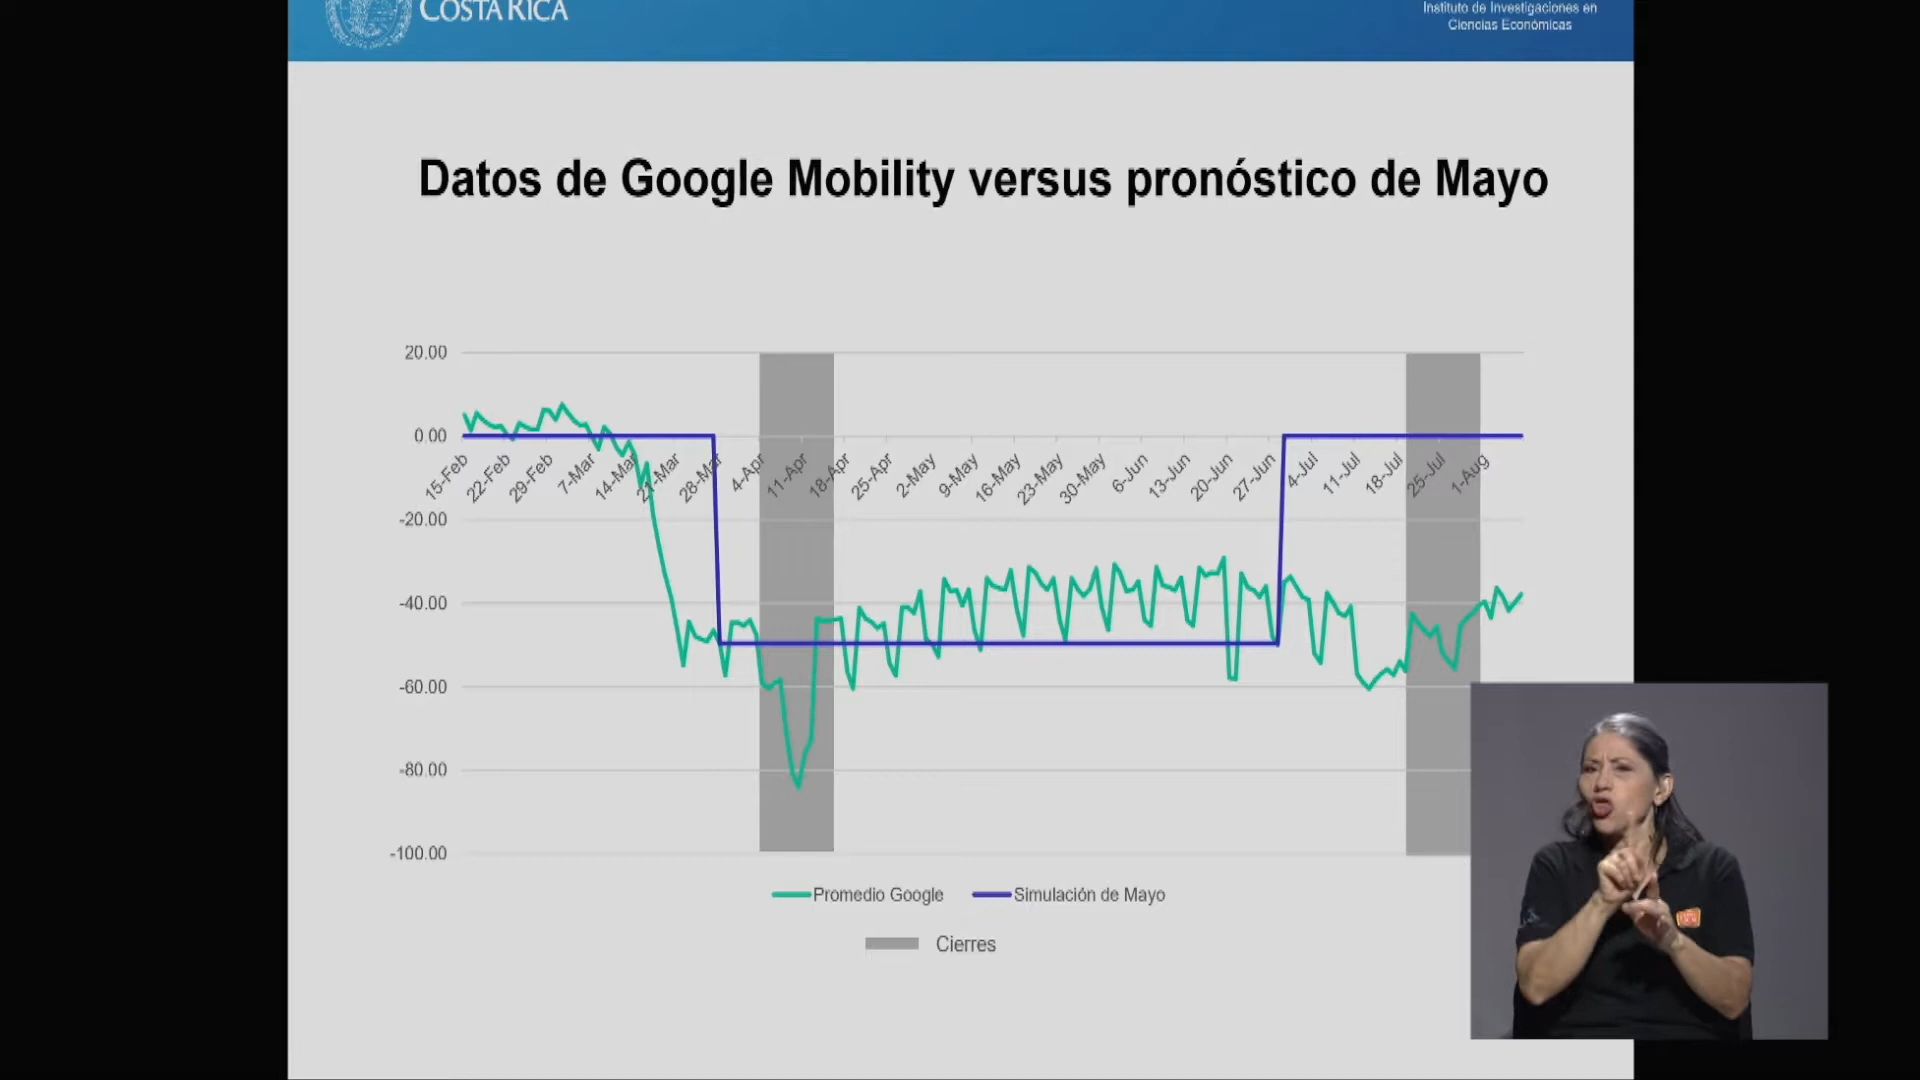 COSTA RICA
Instituto de Investigaciones en
Ciencias Económicas
Datos de Google Mobility versus pronóstico de Mayo
20.00
0.00
-20.00
-40.00
-60.00
-80.00
-100.00
15-Feb
22-Feb
29-Feb
7-Mar
14-Mar
21-Mar
28-Mar
4-Apr
11-Apr
18-Apr
25-Apr
2-May
9-May
16-May
23-May
30-May
6-Jun
13-Jun
20-Jun
27-Jun
4-Jul
11-Jul
18-Jul
25-Jul
1-Aug
Promedio Google
Simulación de Mayo
Cierres